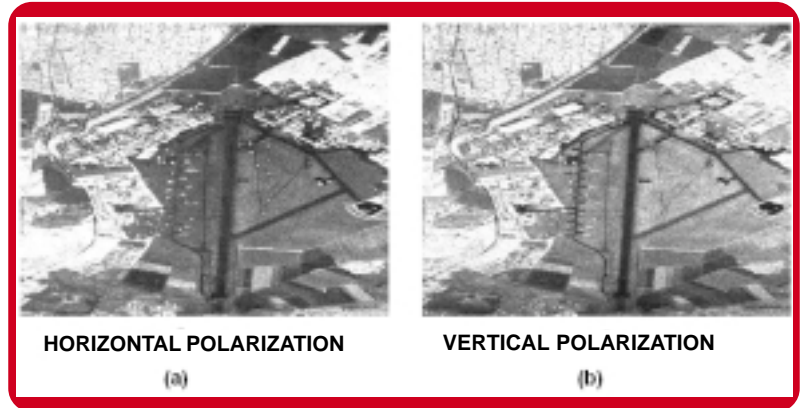 HORIZONTAL POLARIZATION
VERTICAL POLARIZATION
(a)
(b)